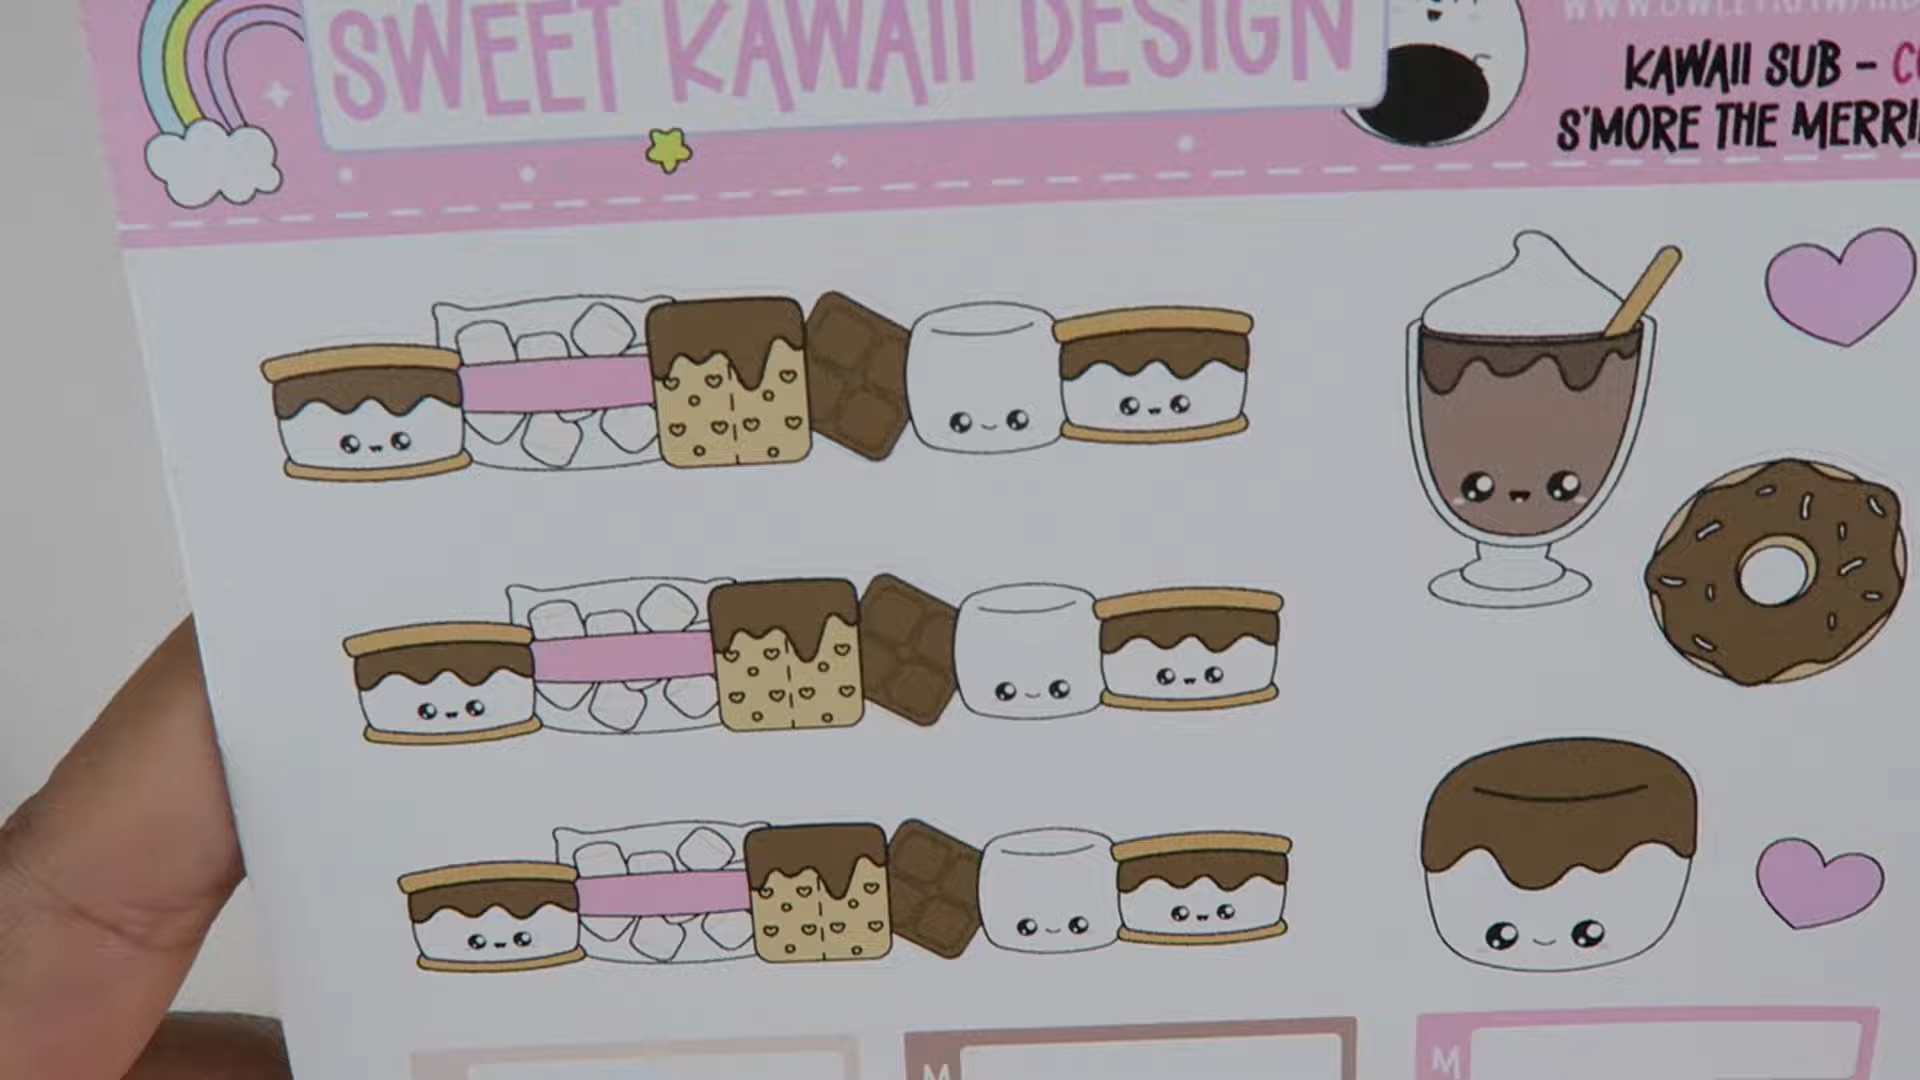 SWEET KAWAII DESIGN
KAWAII SUB -
S'MORE THE
M
M